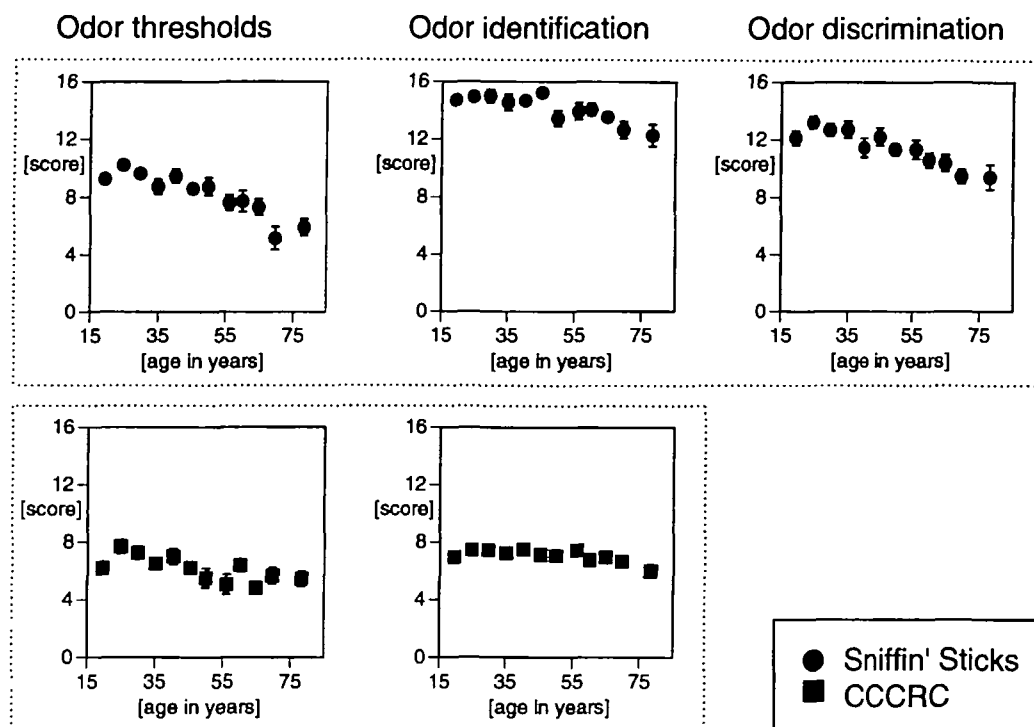 Odor thresholds Odor identification Odor discrimination
16 16 16
12 12 12
[score] [score] [score]
8 8 8
4 4 4
0 0 0
15 35 55 75 15 35 55 75 15 35 55 75
[age in years] [age in years] [age in years]
16 16
12 12
[score] [score]
8 8
4 4
0 0
15 35 55 75 15 35 55 75
[age in years] [age in years]
Sniffin' Sticks
CCCRC